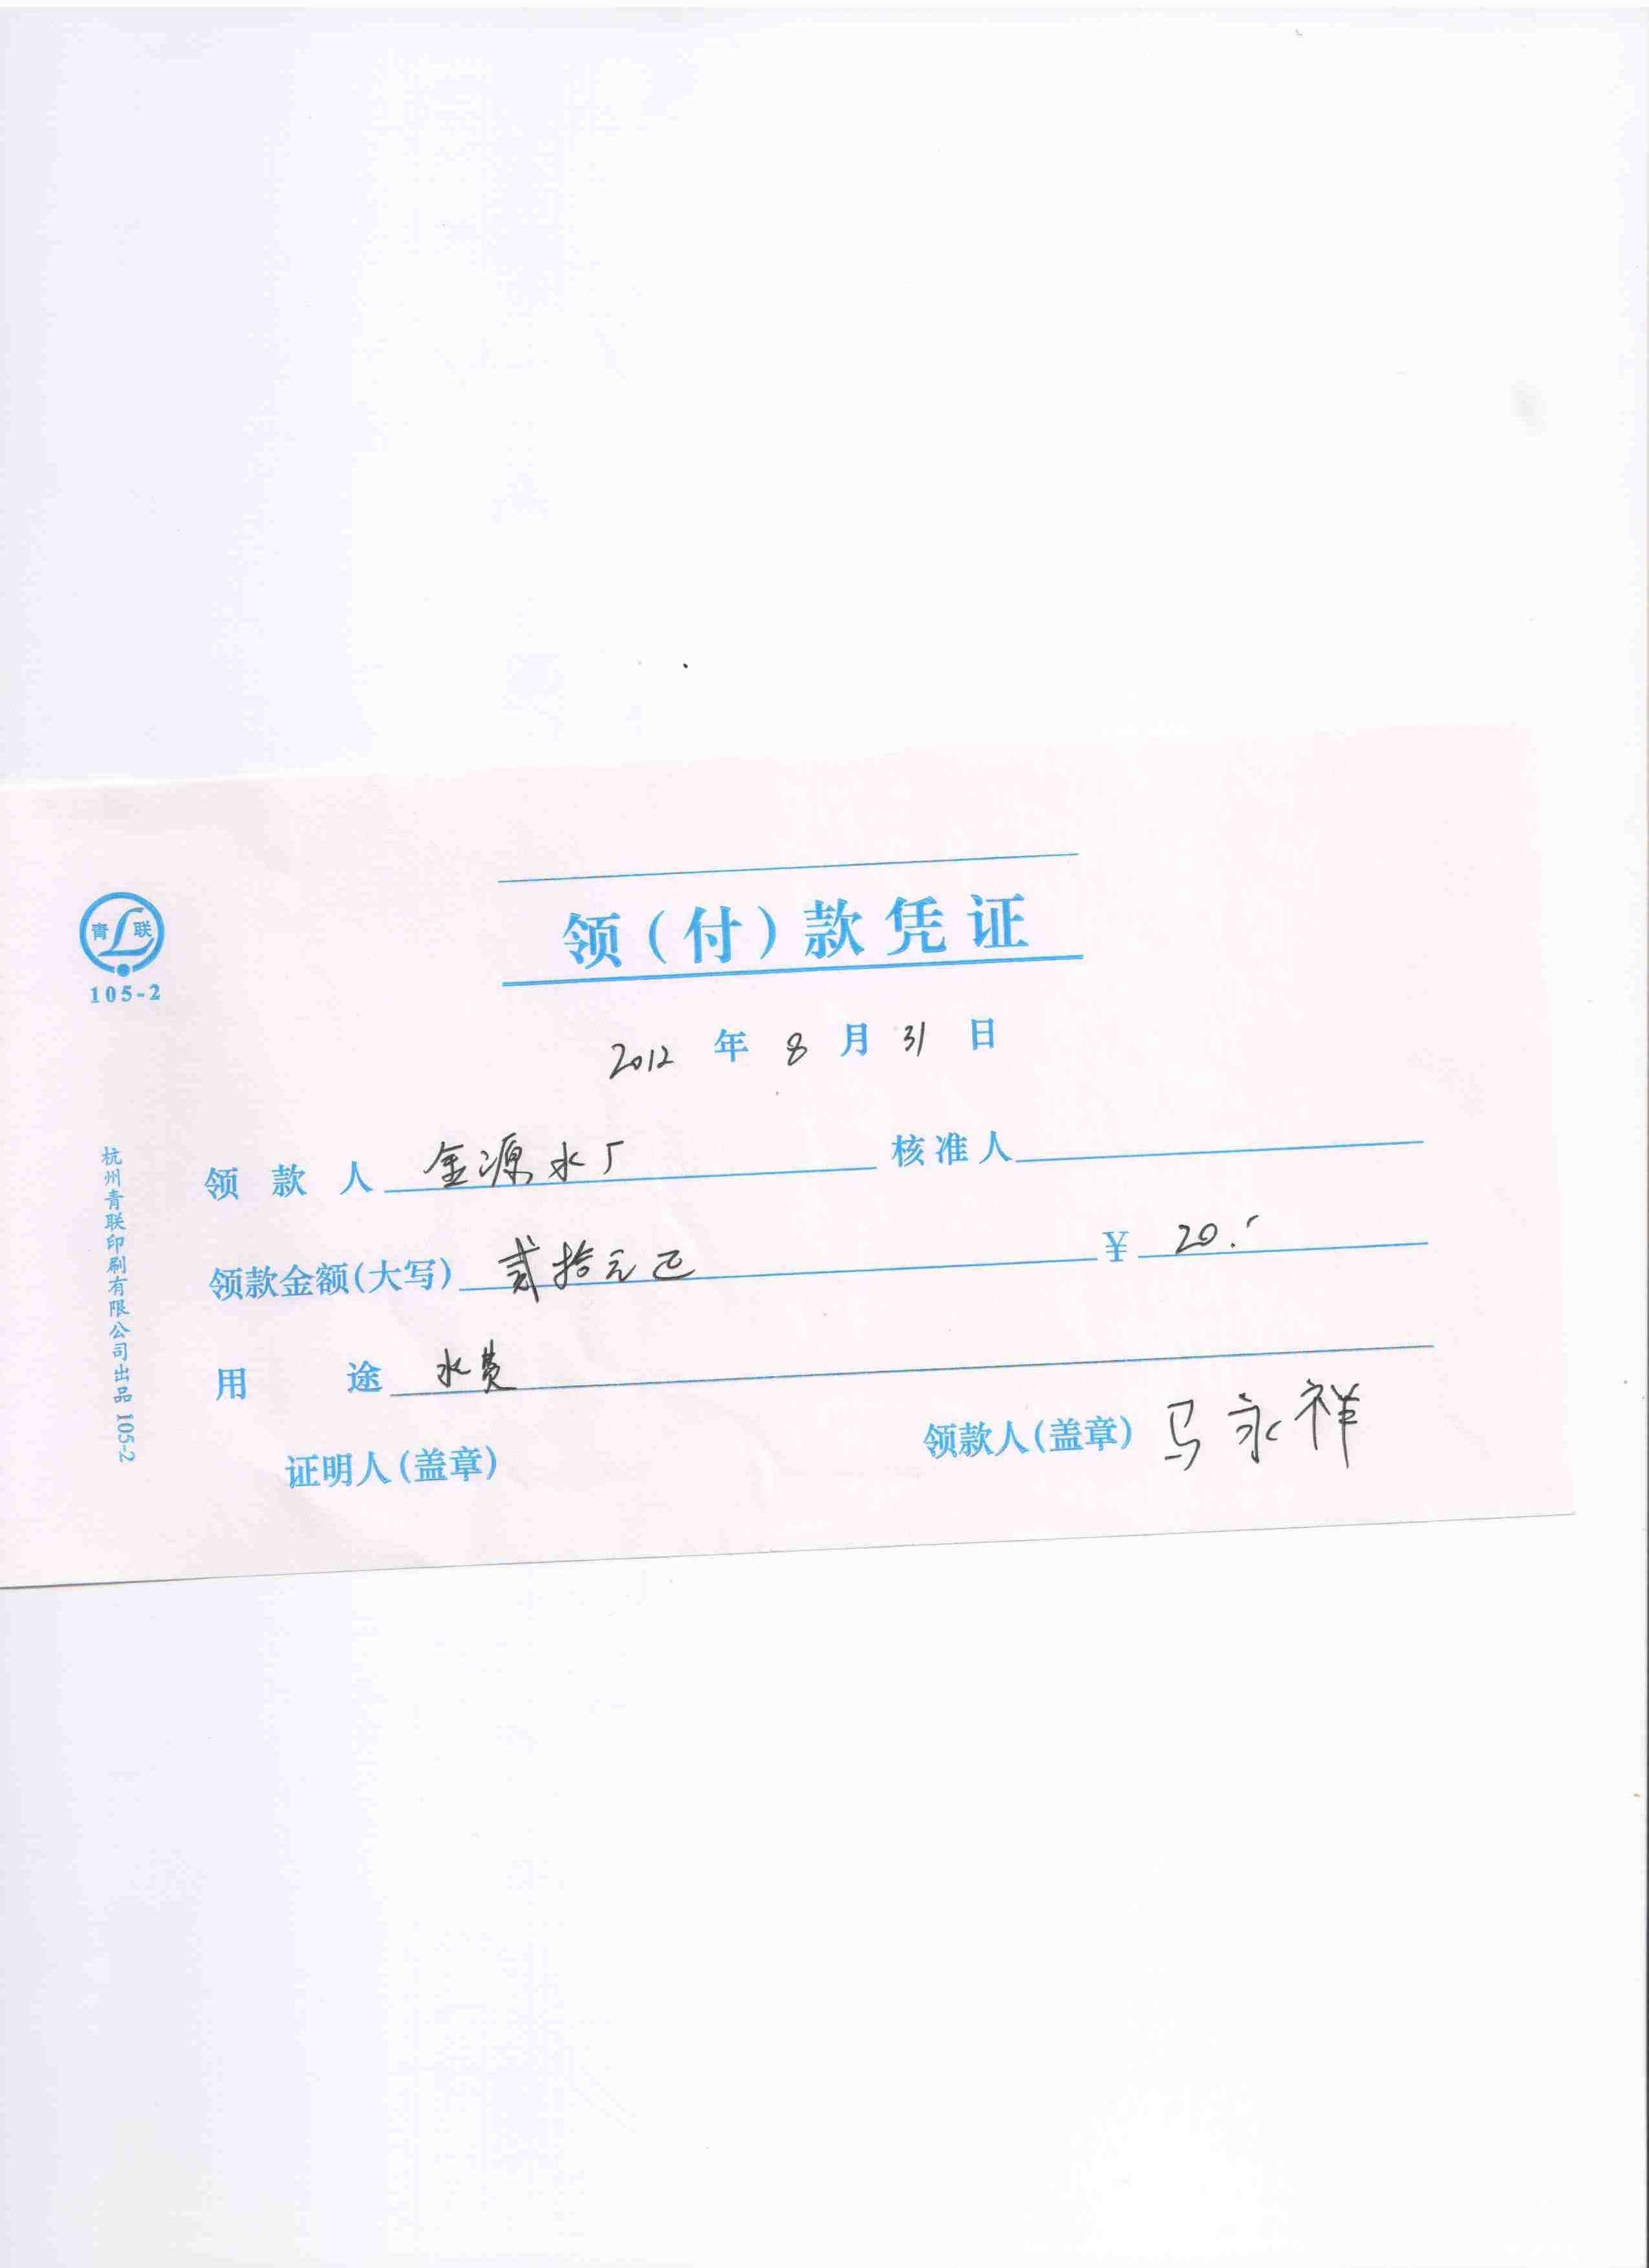 青 联
105-2
领(付)款凭证
2012 年 8 月 31 日
领 款 人 金源水厂 核准人
领款金额(大写) 贰拾元正 ¥ 20.-
用 途 水费
证明人(盖章) 领款人(盖章) 马永祥
杭州青联印刷有限公司出品 105-2